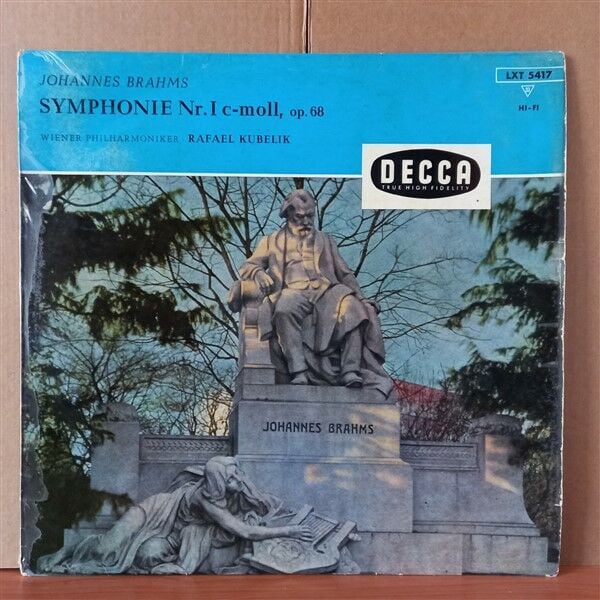 JOHANNES BRAHMS
LXT 5417
SYMPHONIE Nr. I c-moll, op. 68
HI-FI
WIENER PHILHARMONIKER RAFAEL KUBELIK
DECCA
TRUE HIGH FIDELITY
JOHANNES BRAHMS